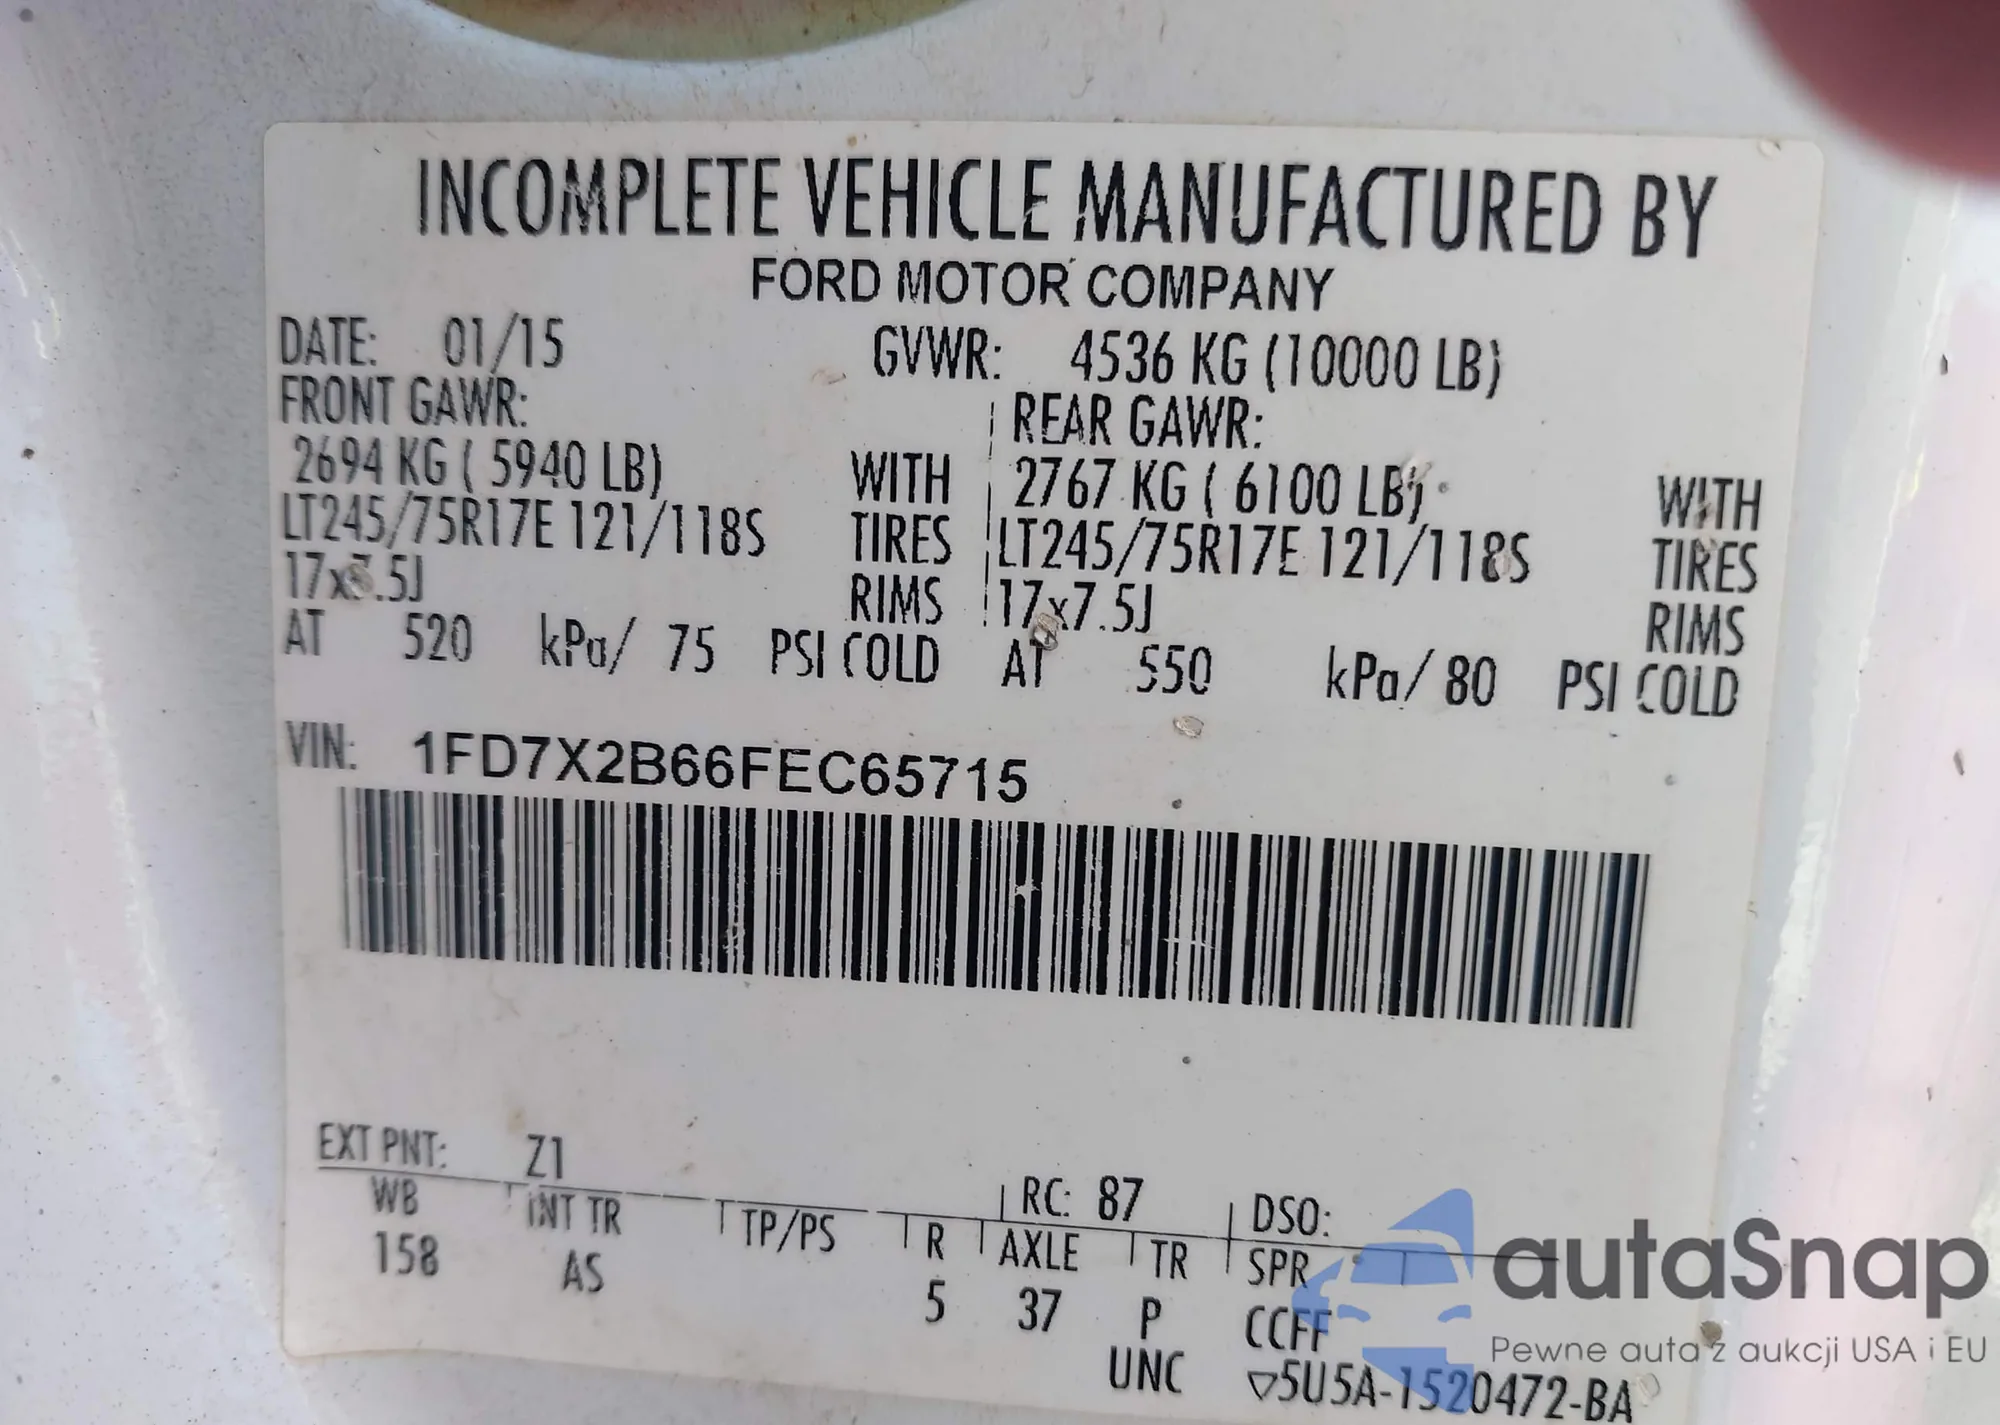 INCOMPLETE VEHICLE MANUFACTURED BY
FORD MOTOR COMPANY
DATE: 01/15 GVWR: 4536 KG (10000 LB)
FRONT GAWR: REAR GAWR:
2694 KG ( 5940 LB) WITH 2767 KG ( 6100 LB) WITH
LT245/75R17E 121/118S TIRES LT245/75R17E 121/118S TIRES
17x7.5J RIMS 17x7.5J RIMS
AT 520 kPa/ 75 PSI COLD AT 550 kPa/ 80 PSI COLD
VIN: 1FD7X2B66FEC65715
EXT PNT: Z1 RC: 87 DSO:
WB INT TR TP/PS R AXLE TR SPR
158 AS 5 37 P CCFF
UNC ▽5U5A-1520472-BA
autaSnap
Pewne auta z aukcji USA i EU